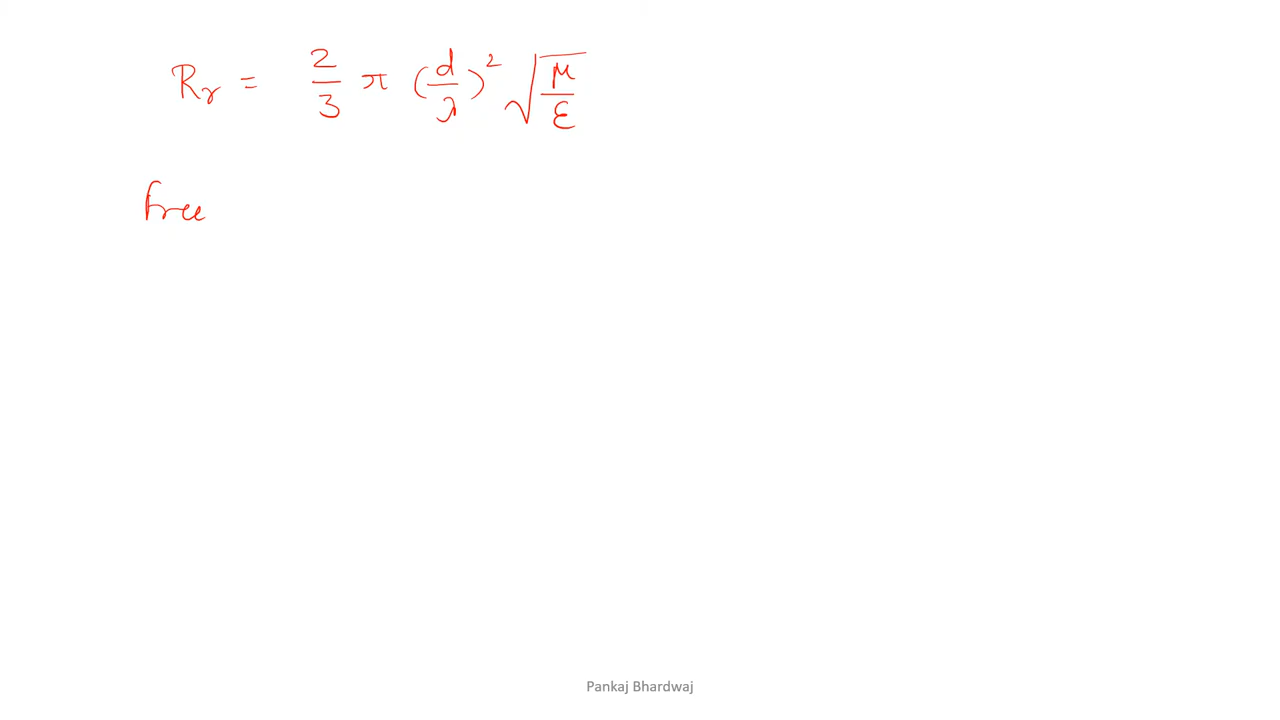 Rr = 2/3 π (d/λ)² √(μ/ε)
free
Pankaj Bhardwaj